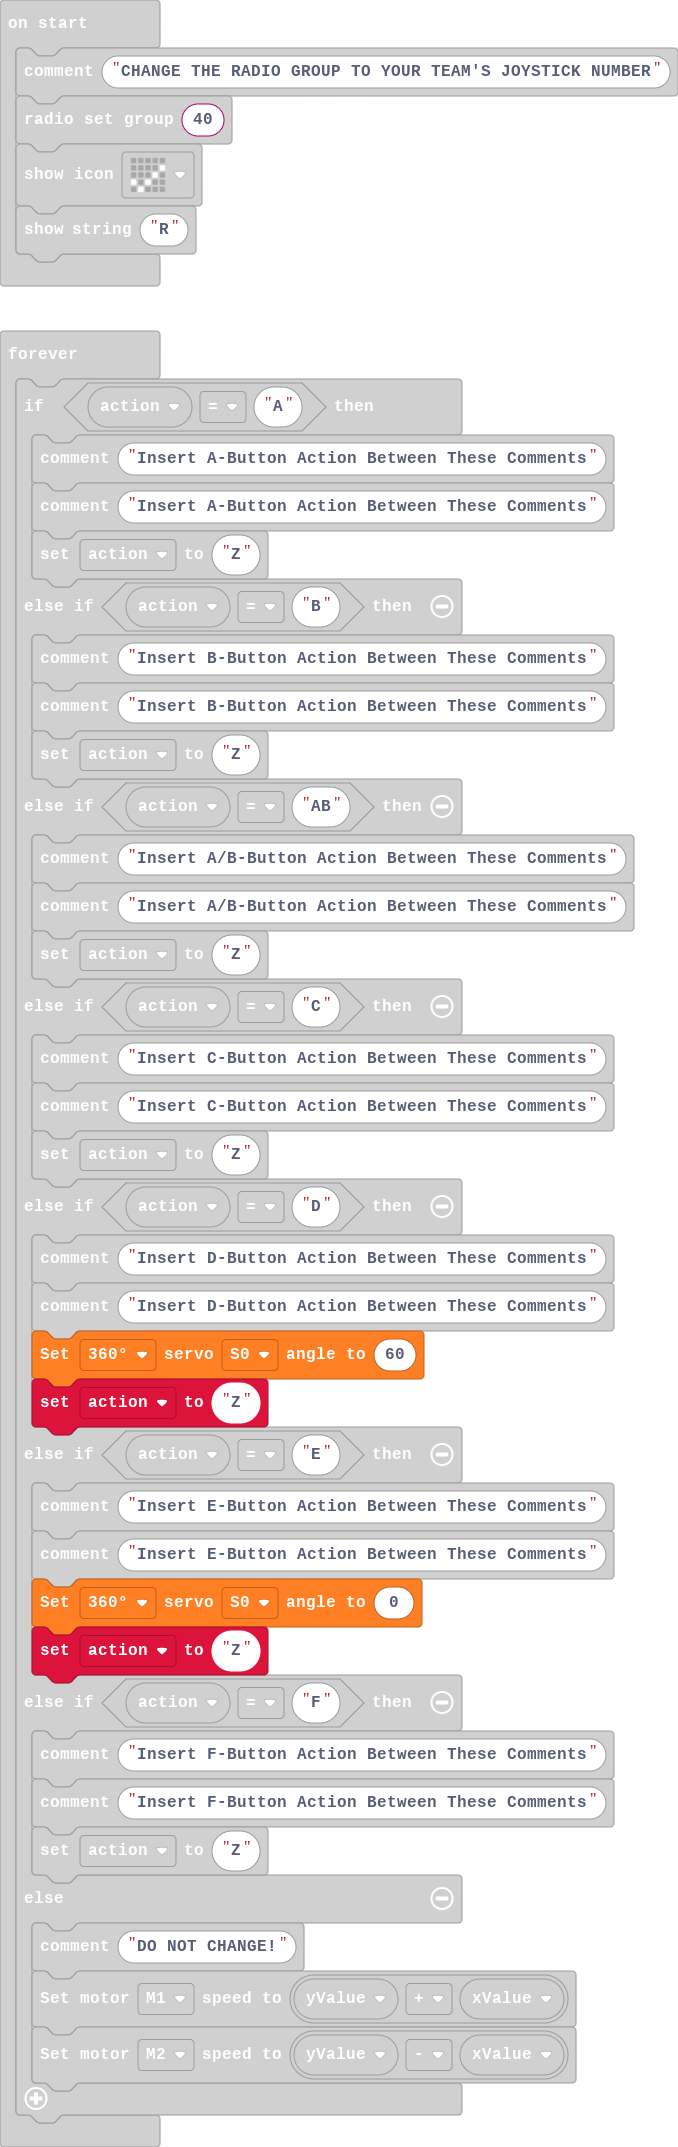 on start
comment "CHANGE THE RADIO GROUP TO YOUR TEAM'S JOYSTICK NUMBER"
radio set group 40
show icon
show string "R"
forever
if action = "A" then
comment "Insert A-Button Action Between These Comments"
comment "Insert A-Button Action Between These Comments"
set action to "Z"
else if action = "B" then
comment "Insert B-Button Action Between These Comments"
comment "Insert B-Button Action Between These Comments"
set action to "Z"
else if action = "AB" then
comment "Insert A/B-Button Action Between These Comments"
comment "Insert A/B-Button Action Between These Comments"
set action to "Z"
else if action = "C" then
comment "Insert C-Button Action Between These Comments"
comment "Insert C-Button Action Between These Comments"
set action to "Z"
else if action = "D" then
comment "Insert D-Button Action Between These Comments"
comment "Insert D-Button Action Between These Comments"
Set 360° servo S0 angle to 60
set action to "Z"
else if action = "E" then
comment "Insert E-Button Action Between These Comments"
comment "Insert E-Button Action Between These Comments"
Set 360° servo S0 angle to 0
set action to "Z"
else if action = "F" then
comment "Insert F-Button Action Between These Comments"
comment "Insert F-Button Action Between These Comments"
set action to "Z"
else
comment "DO NOT CHANGE!"
Set motor M1 speed to yValue + xValue
Set motor M2 speed to yValue - xValue